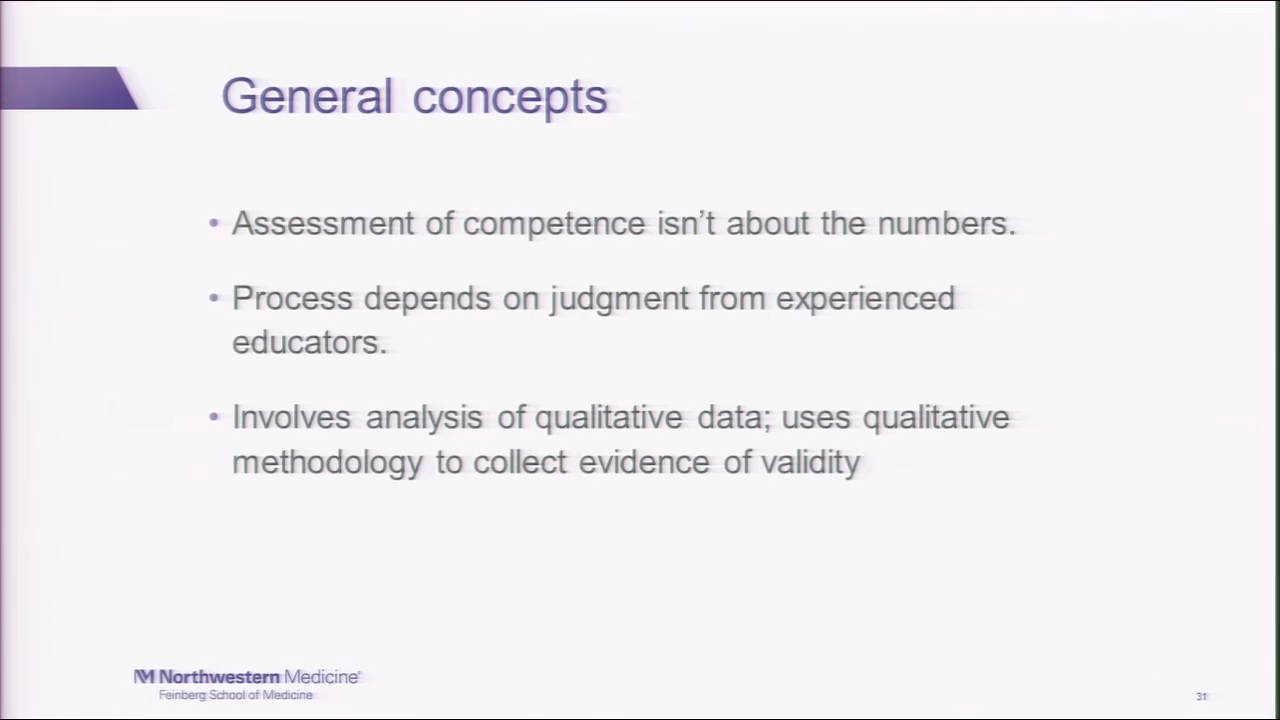 General concepts
• Assessment of competence isn’t about the numbers.
• Process depends on judgment from experienced
educators.
• Involves analysis of qualitative data; uses qualitative
methodology to collect evidence of validity
NM Northwestern Medicine®
Feinberg School of Medicine
31